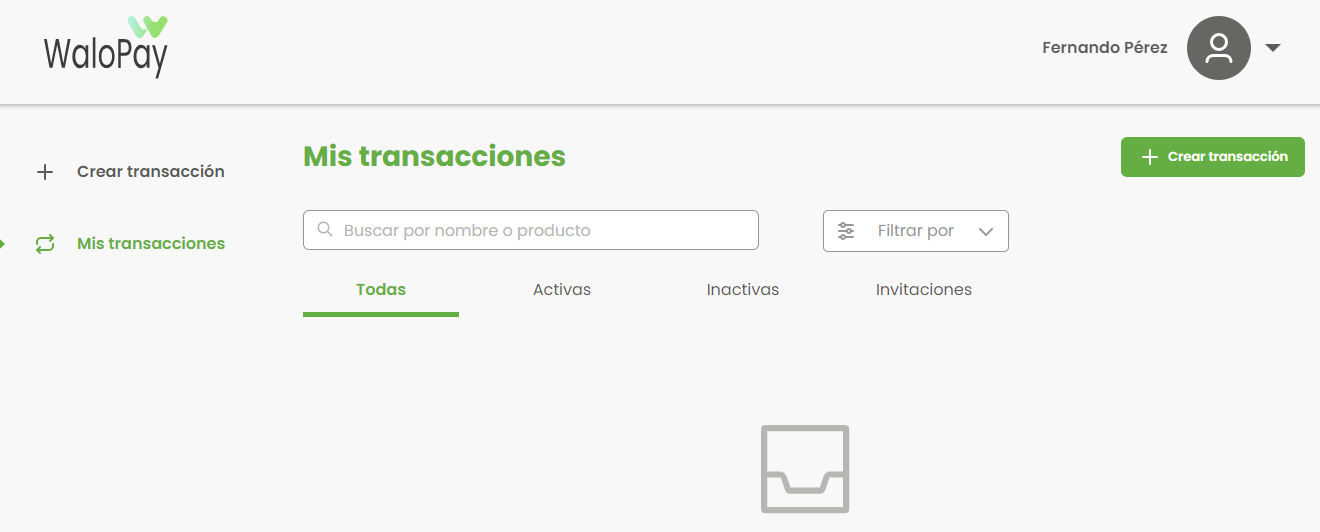 WaloPay
Fernando Pérez
Crear transacción
Mis transacciones
Mis transacciones
Crear transacción
Buscar por nombre o producto
Filtrar por
Todas
Activas
Inactivas
Invitaciones